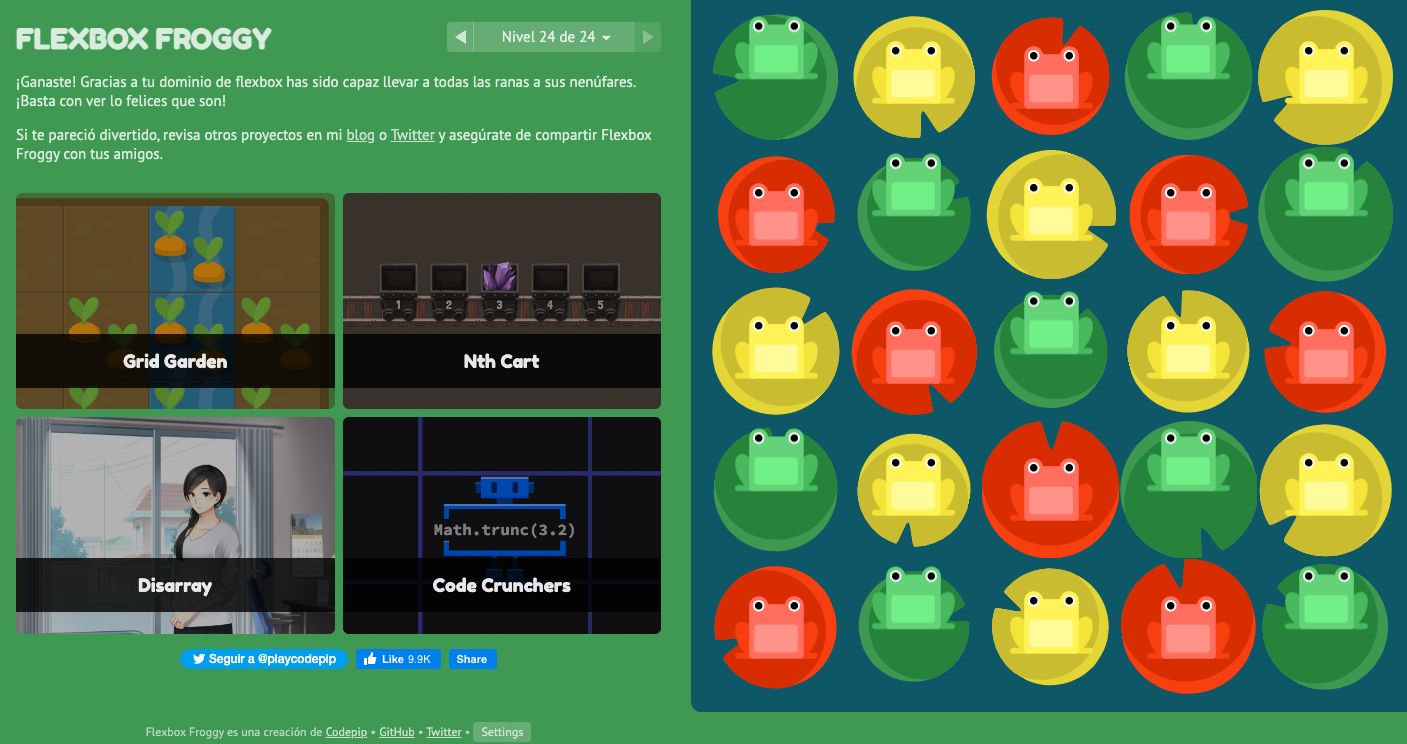 FLEXBOX FROGGY
Nivel 24 de 24
¡Ganaste! Gracias a tu dominio de flexbox has sido capaz llevar a todas las ranas a sus nenúfares.
¡Basta con ver lo felices que son!
Si te pareció divertido, revisa otros proyectos en mi blog o Twitter y asegúrate de compartir Flexbox
Froggy con tus amigos.
1 2 3 4 5
Grid Garden
Nth Cart
Math.trunc(3.2)
Disarray
Code Crunchers
Seguir a @playcodepip
Like 9.9K
Share
Flexbox Froggy es una creación de Codepip • GitHub • Twitter • Settings